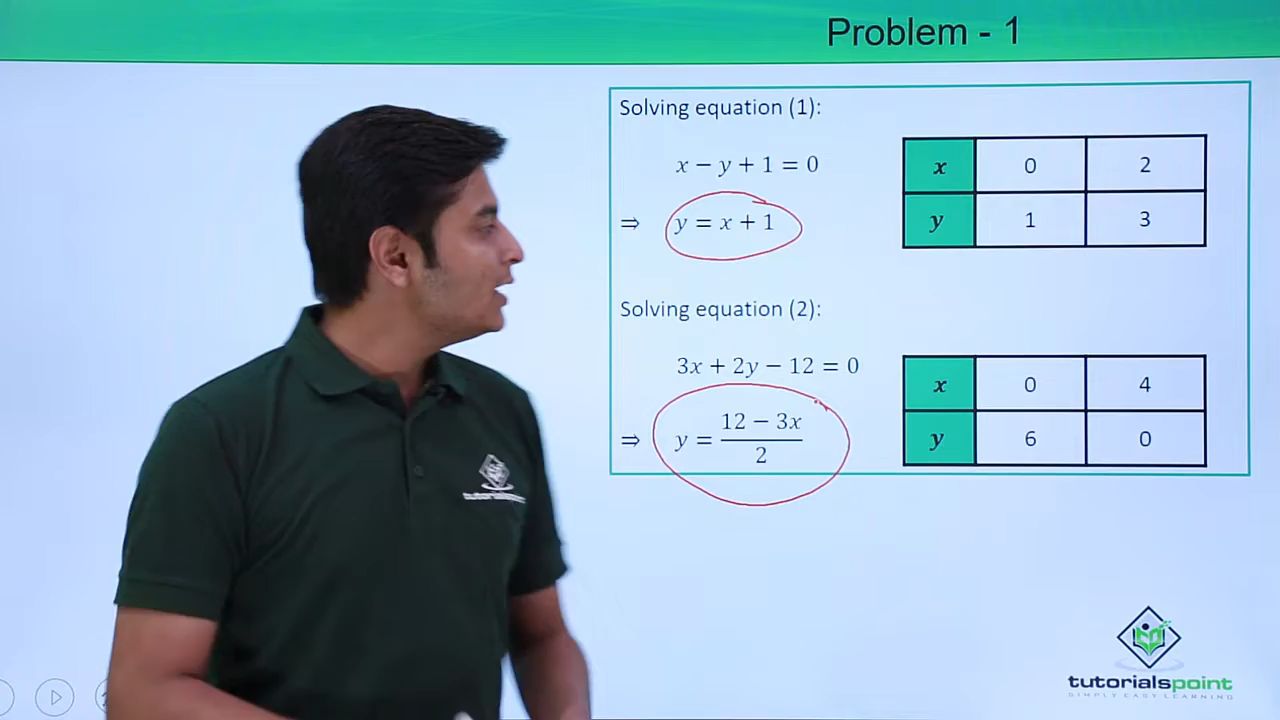 Problem - 1
Solving equation (1):
x − y + 1 = 0
⇒ y = x + 1
x 0 2
y 1 3
Solving equation (2):
3x + 2y − 12 = 0
⇒ y = (12 − 3x)/2
x 0 4
y 6 0
tutorialspoint
tutorialspoint
SIMPLY EASY LEARNING